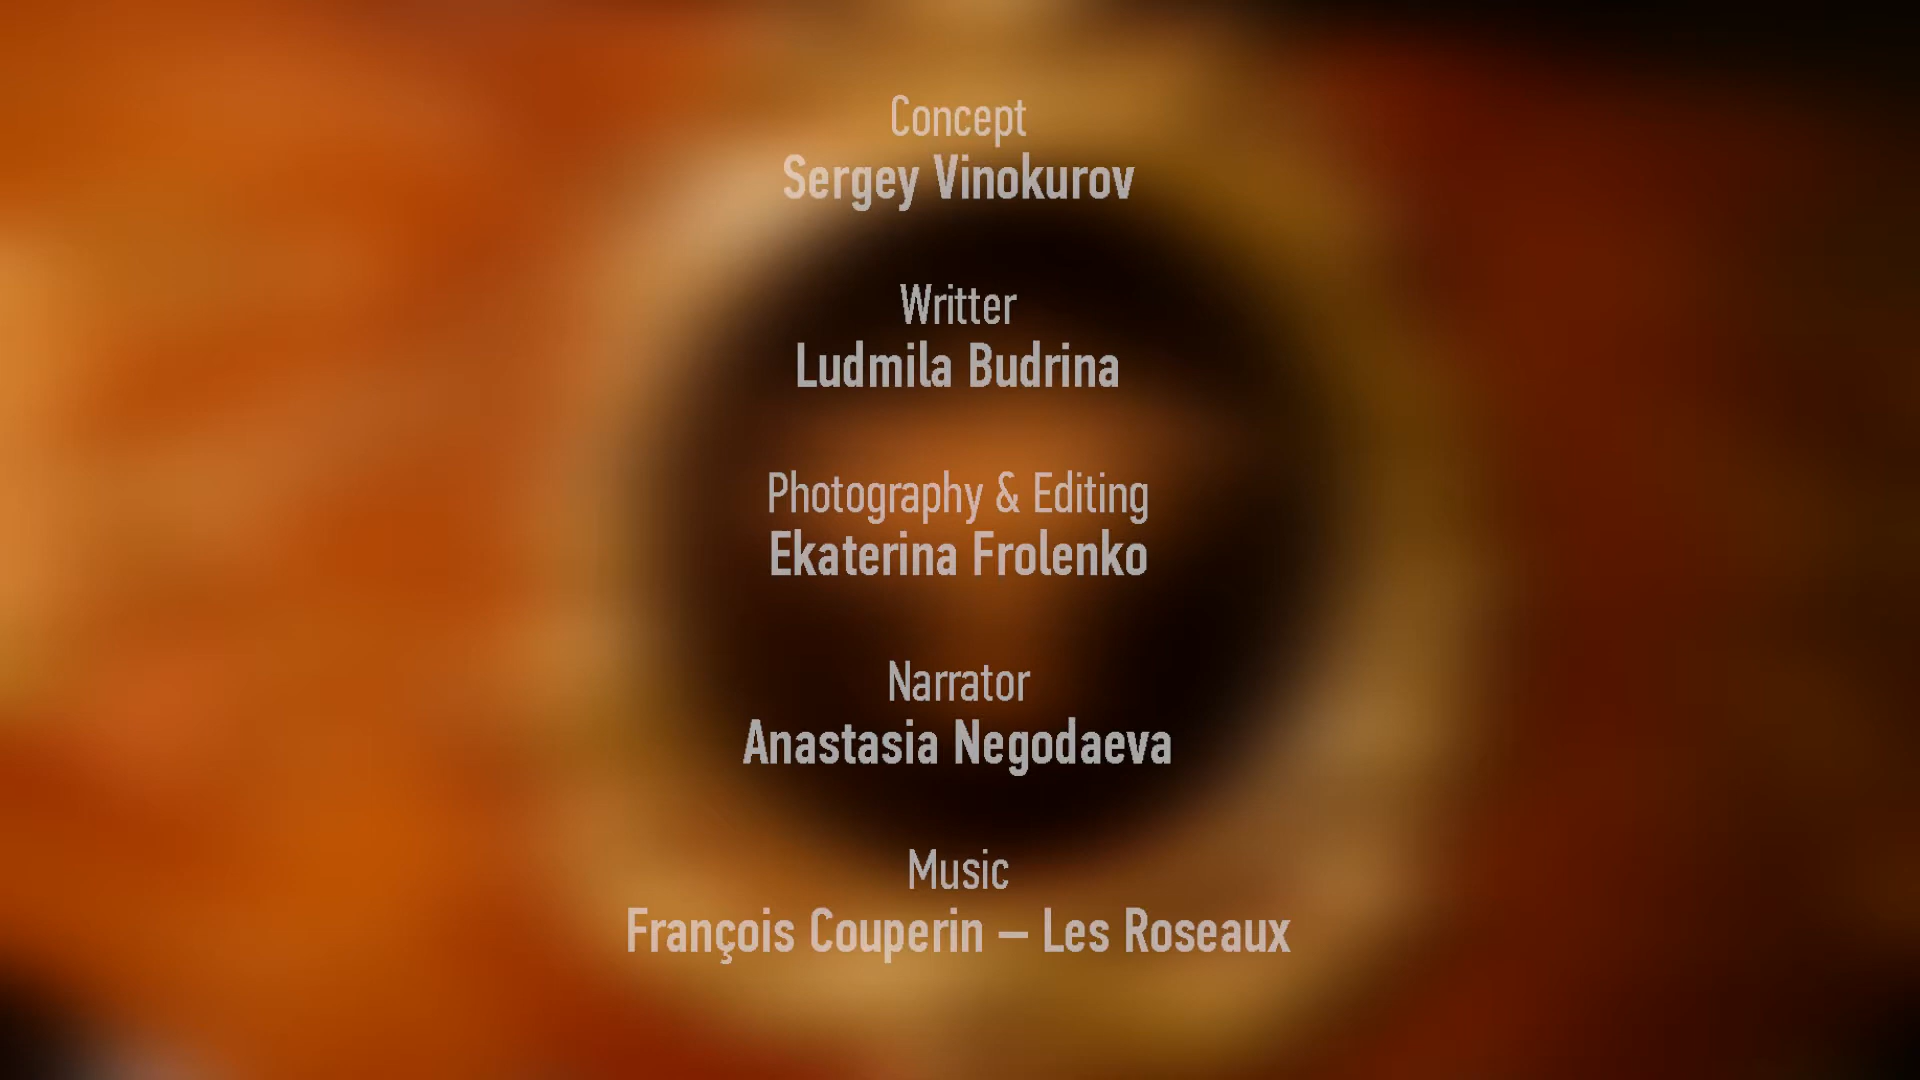 Concept
Sergey Vinokurov
Writter
Ludmila Budrina
Photography & Editing
Ekaterina Frolenko
Narrator
Anastasia Negodaeva
Music
François Couperin – Les Roseaux